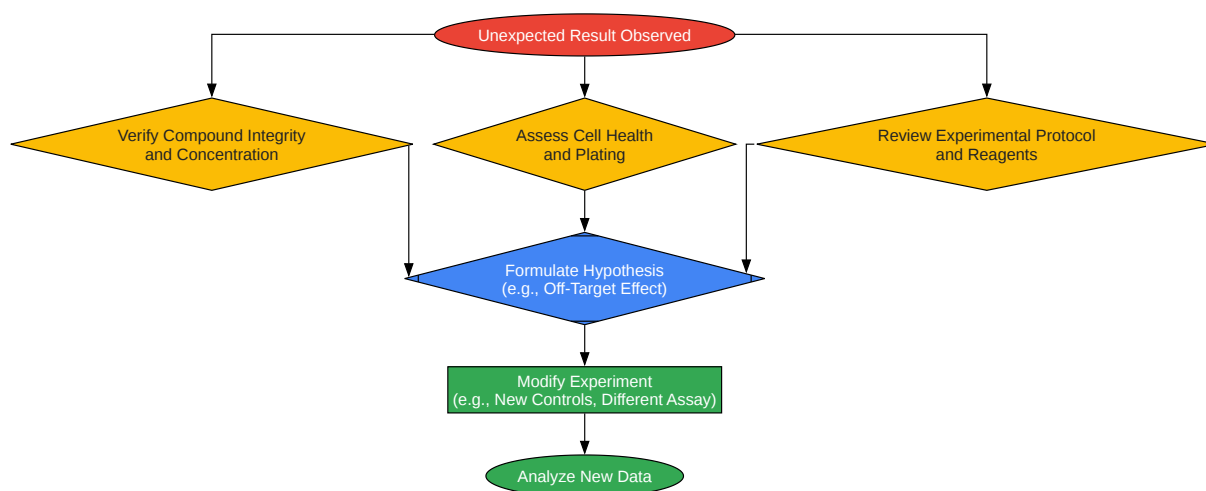 Unexpected Result Observed
Verify Compound Integrity
and Concentration
Assess Cell Health
and Plating
Review Experimental Protocol
and Reagents
Formulate Hypothesis
(e.g., Off-Target Effect)
Modify Experiment
(e.g., New Controls, Different Assay)
Analyze New Data